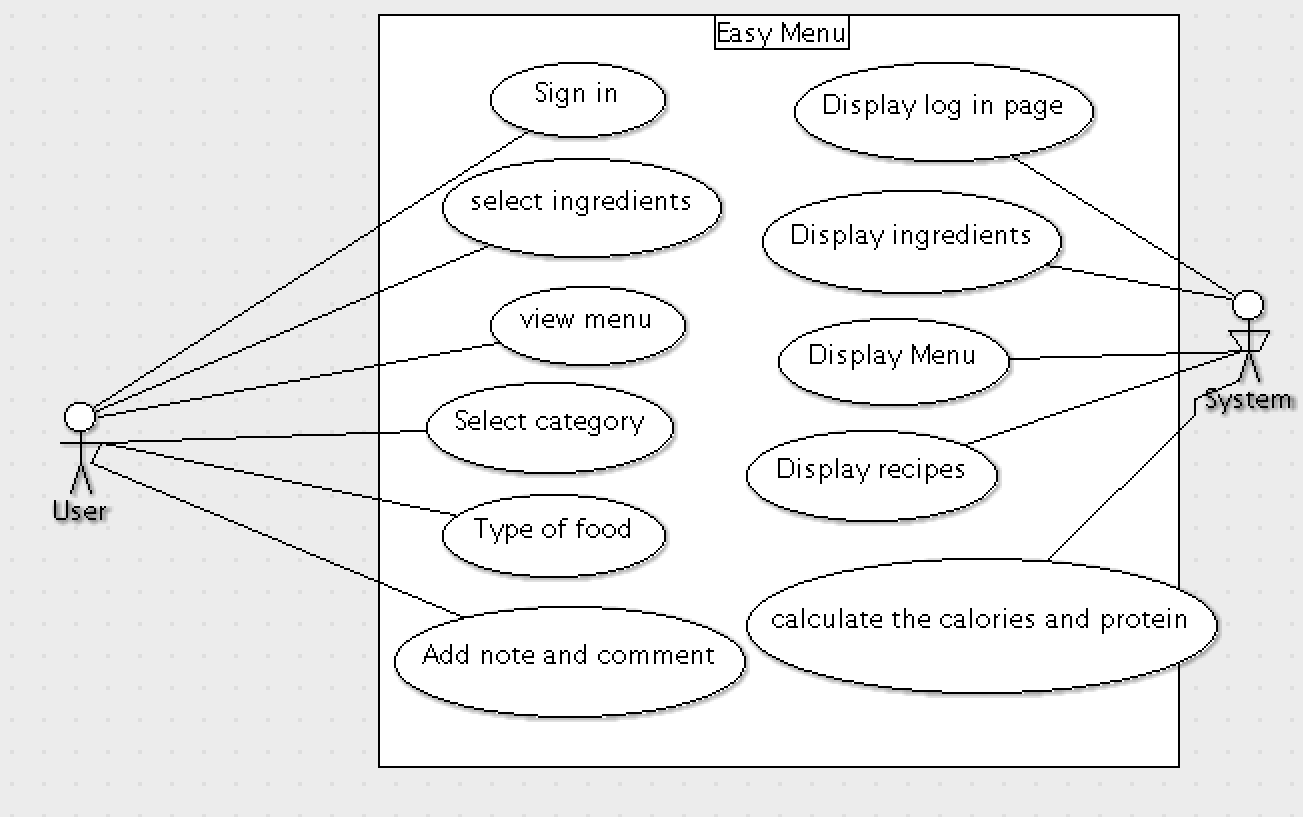 Easy Menu
Sign in
select ingredients
view menu
Select category
Type of food
Add note and comment
Display log in page
Display ingredients
Display Menu
Display recipes
calculate the calories and protein
User
System